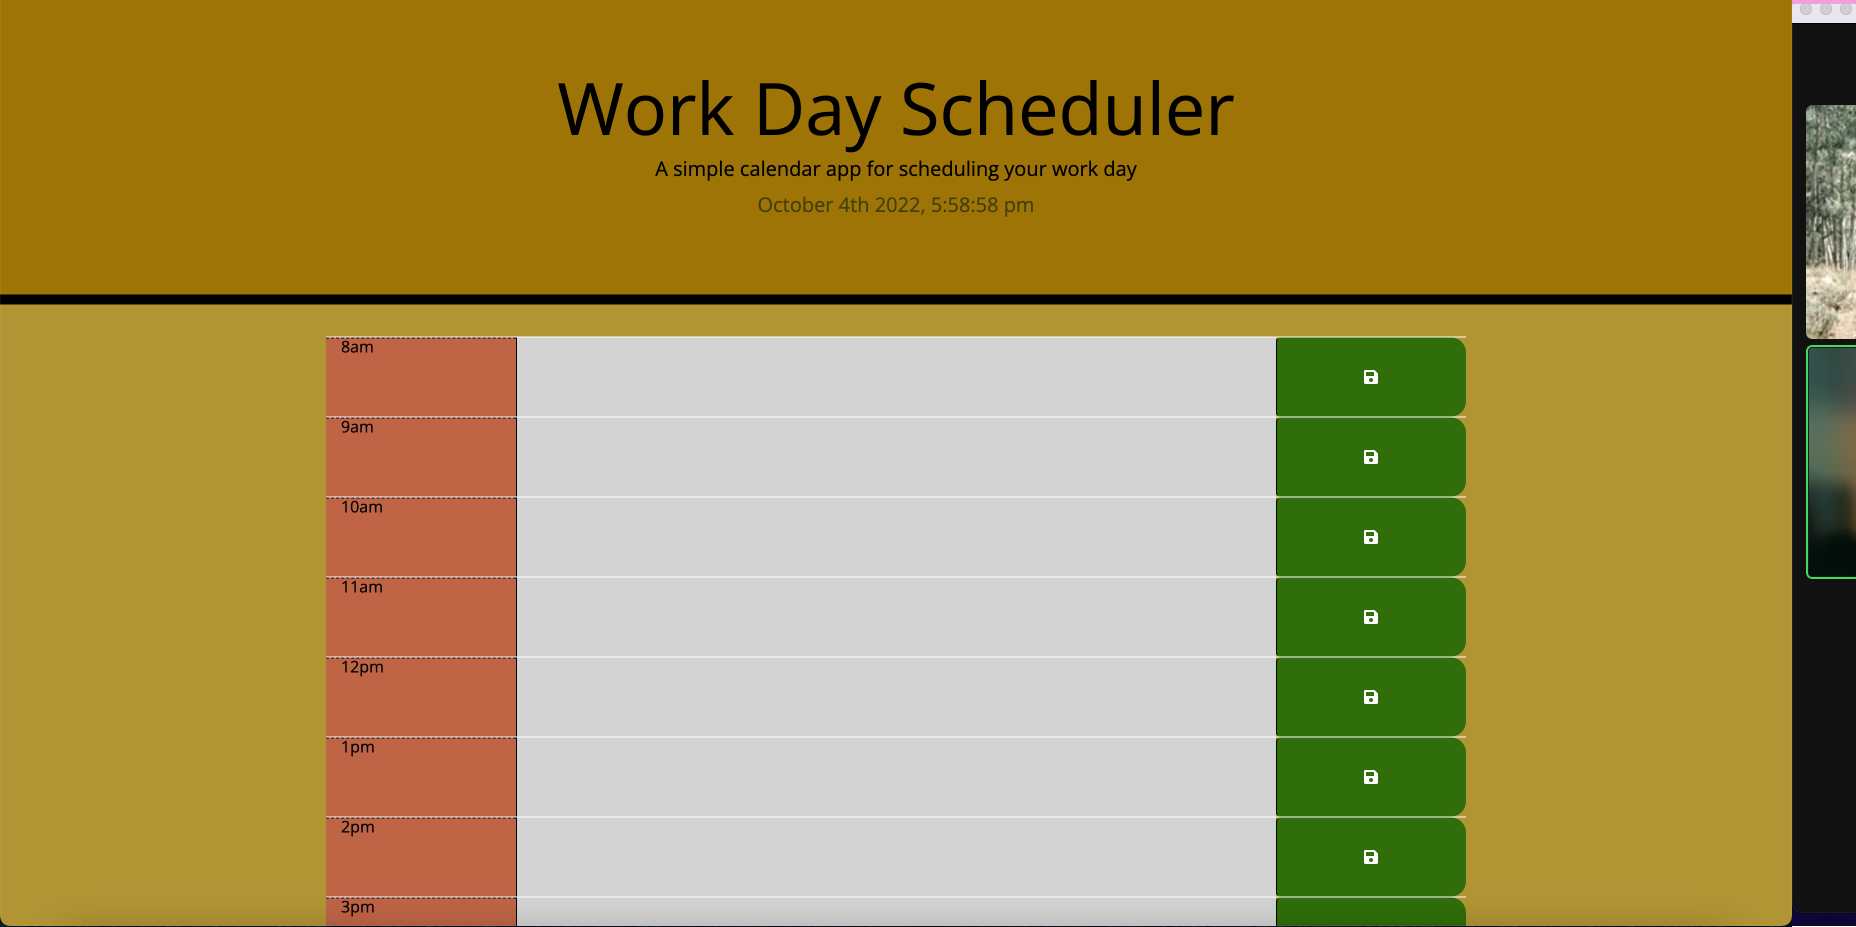 Work Day Scheduler
A simple calendar app for scheduling your work day
October 4th 2022, 5:58:58 pm
8am
9am
10am
11am
12pm
1pm
2pm
3pm